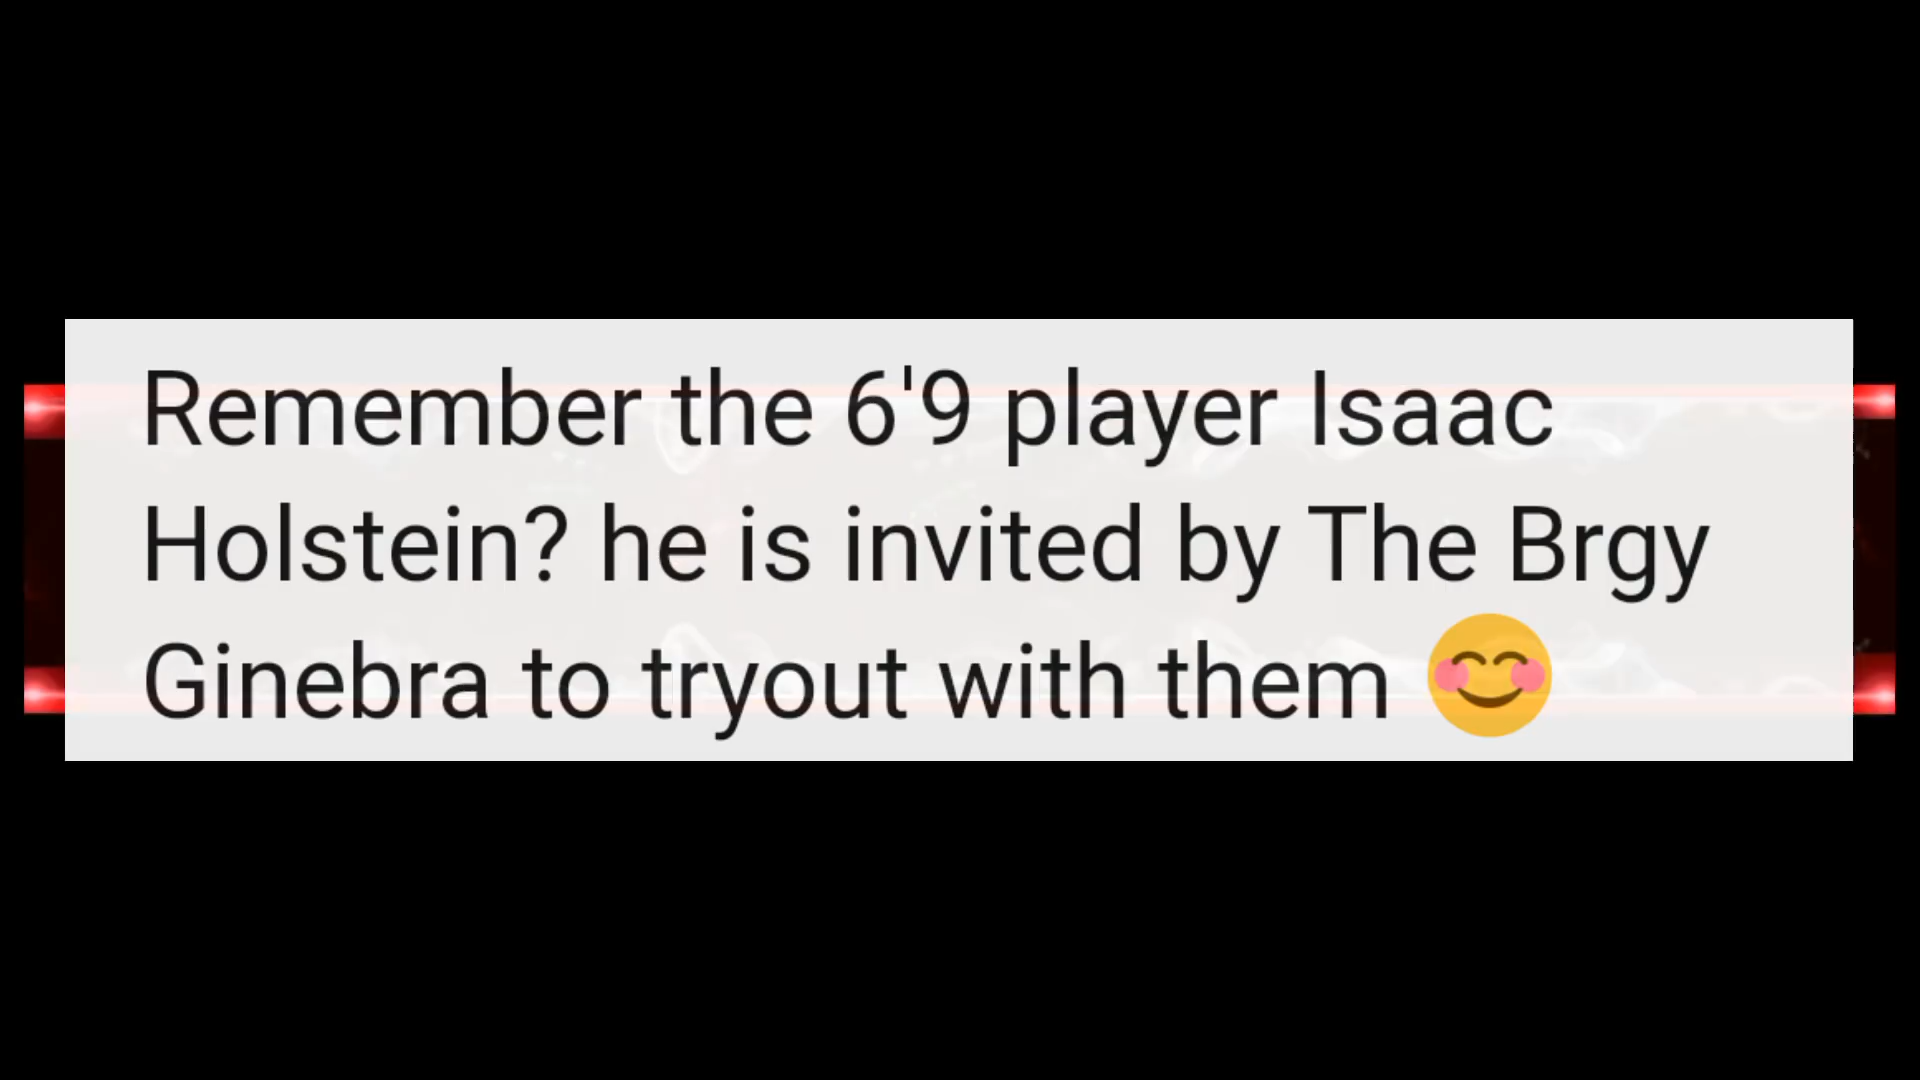 Remember the 6'9 player Isaac
Holstein? he is invited by The Brgy
Ginebra to tryout with them 😊